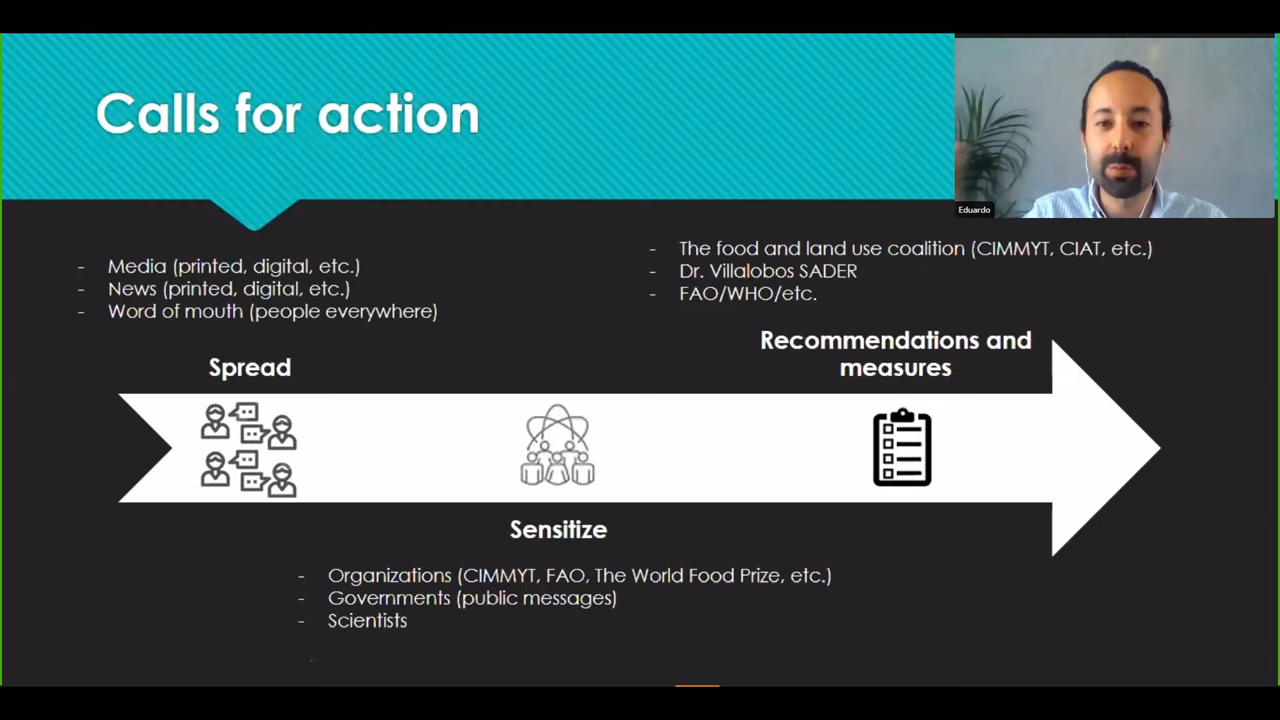 Calls for action
Eduardo
- Media (printed, digital, etc.)
- News (printed, digital, etc.)
- Word of mouth (people everywhere)
- The food and land use coalition (CIMMYT, CIAT, etc.)
- Dr. Villalobos SADER
- FAO/WHO/etc.
Spread
Recommendations and
measures
Sensitize
- Organizations (CIMMYT, FAO, The World Food Prize, etc.)
- Governments (public messages)
- Scientists